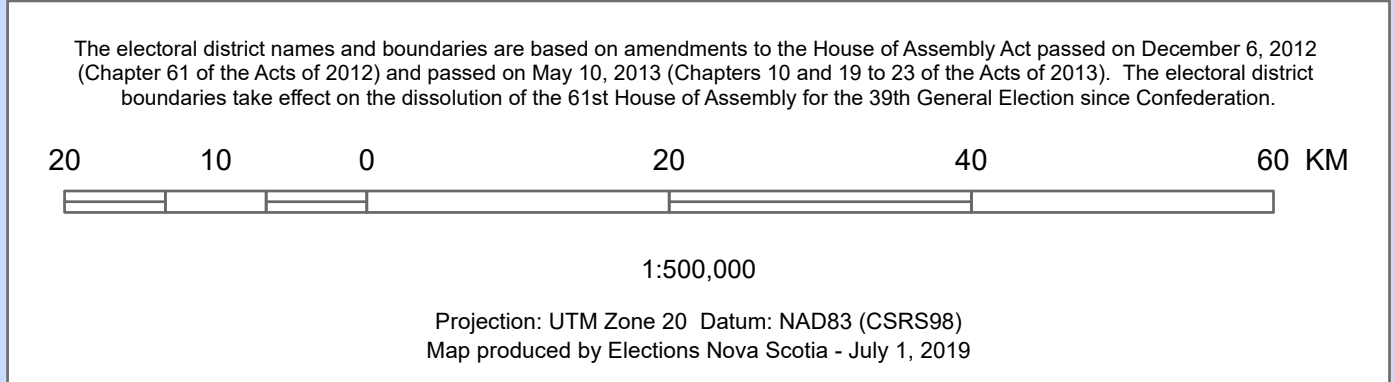 The electoral district names and boundaries are based on amendments to the House of Assembly Act passed on December 6, 2012
(Chapter 61 of the Acts of 2012) and passed on May 10, 2013 (Chapters 10 and 19 to 23 of the Acts of 2013).  The electoral district
boundaries take effect on the dissolution of the 61st House of Assembly for the 39th General Election since Confederation.
20 10 0 20 40 60 KM
1:500,000
Projection: UTM Zone 20  Datum: NAD83 (CSRS98)
Map produced by Elections Nova Scotia - July 1, 2019